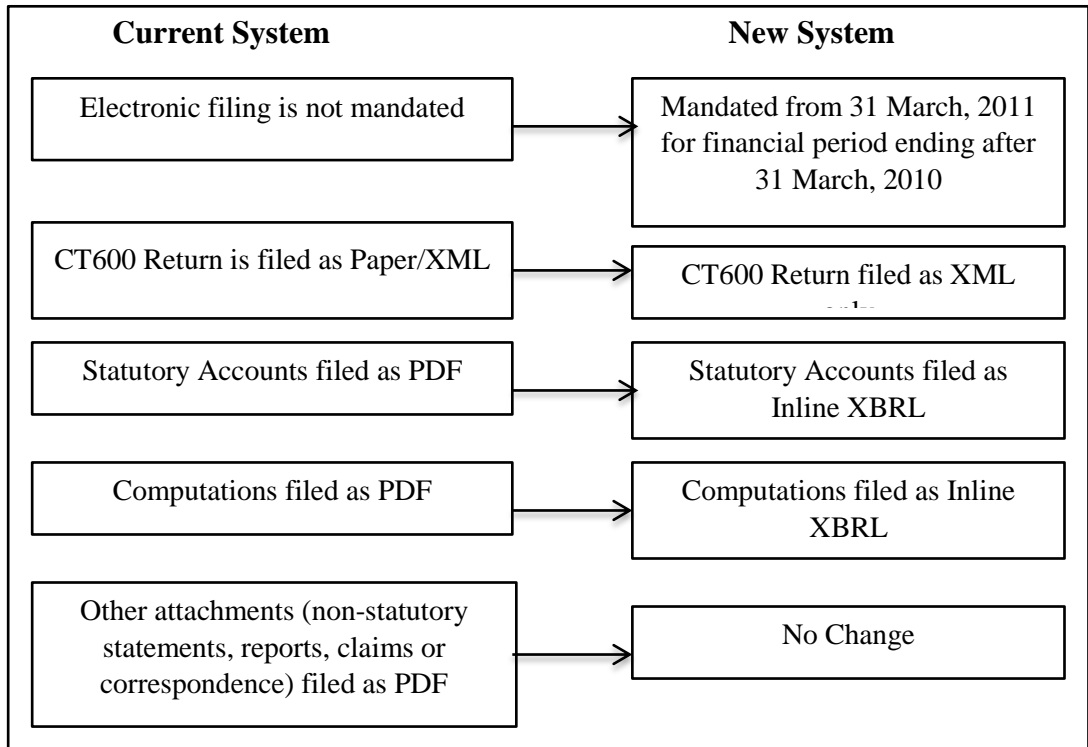 Current System
New System
Electronic filing is not mandated
Mandated from 31 March, 2011
for financial period ending after
31 March, 2010
CT600 Return is filed as Paper/XML
CT600 Return filed as XML
only
Statutory Accounts filed as PDF
Statutory Accounts filed as
Inline XBRL
Computations filed as PDF
Computations filed as Inline
XBRL
Other attachments (non-statutory
statements, reports, claims or
correspondence) filed as PDF
No Change